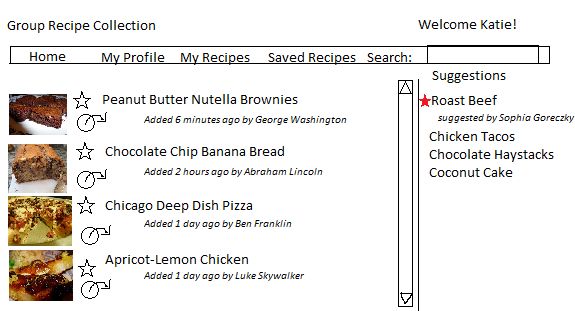 Group Recipe Collection
Welcome Katie!
Home My Profile My Recipes Saved Recipes Search:
Suggestions
Peanut Butter Nutella Brownies
Added 6 minutes ago by George Washington
Chocolate Chip Banana Bread
Added 2 hours ago by Abraham Lincoln
Chicago Deep Dish Pizza
Added 1 day ago by Ben Franklin
Apricot-Lemon Chicken
Added 1 day ago by Luke Skywalker
Roast Beef
suggested by Sophia Goreczky
Chicken Tacos
Chocolate Haystacks
Coconut Cake